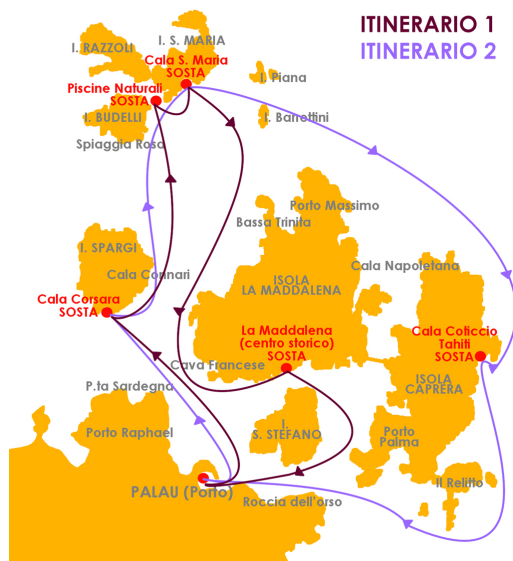 ITINERARIO 1
ITINERARIO 2
I. S. MARIA
I. RAZZOLI
Cala S. Maria
SOSTA
I. Piana
Piscine Naturali
SOSTA
I. BUDELLI
I. Barrettini
Spiaggia Rosa
Porto Massimo
Bassa Trinita
I. SPARGI
Cala Connari
Cala Napoletana
ISOLA
LA MADDALENA
Cala Corsara
SOSTA
La Maddalena
(centro storico)
SOSTA
Cala Coticcio
Tahiti
SOSTA
Cava Francese
ISOLA
CAPRERA
P.ta Sardegna
Porto Raphael
I.
S. STEFANO
Porto
Palma
Il Relitto
PALAU (Porto)
Roccia dell'orso